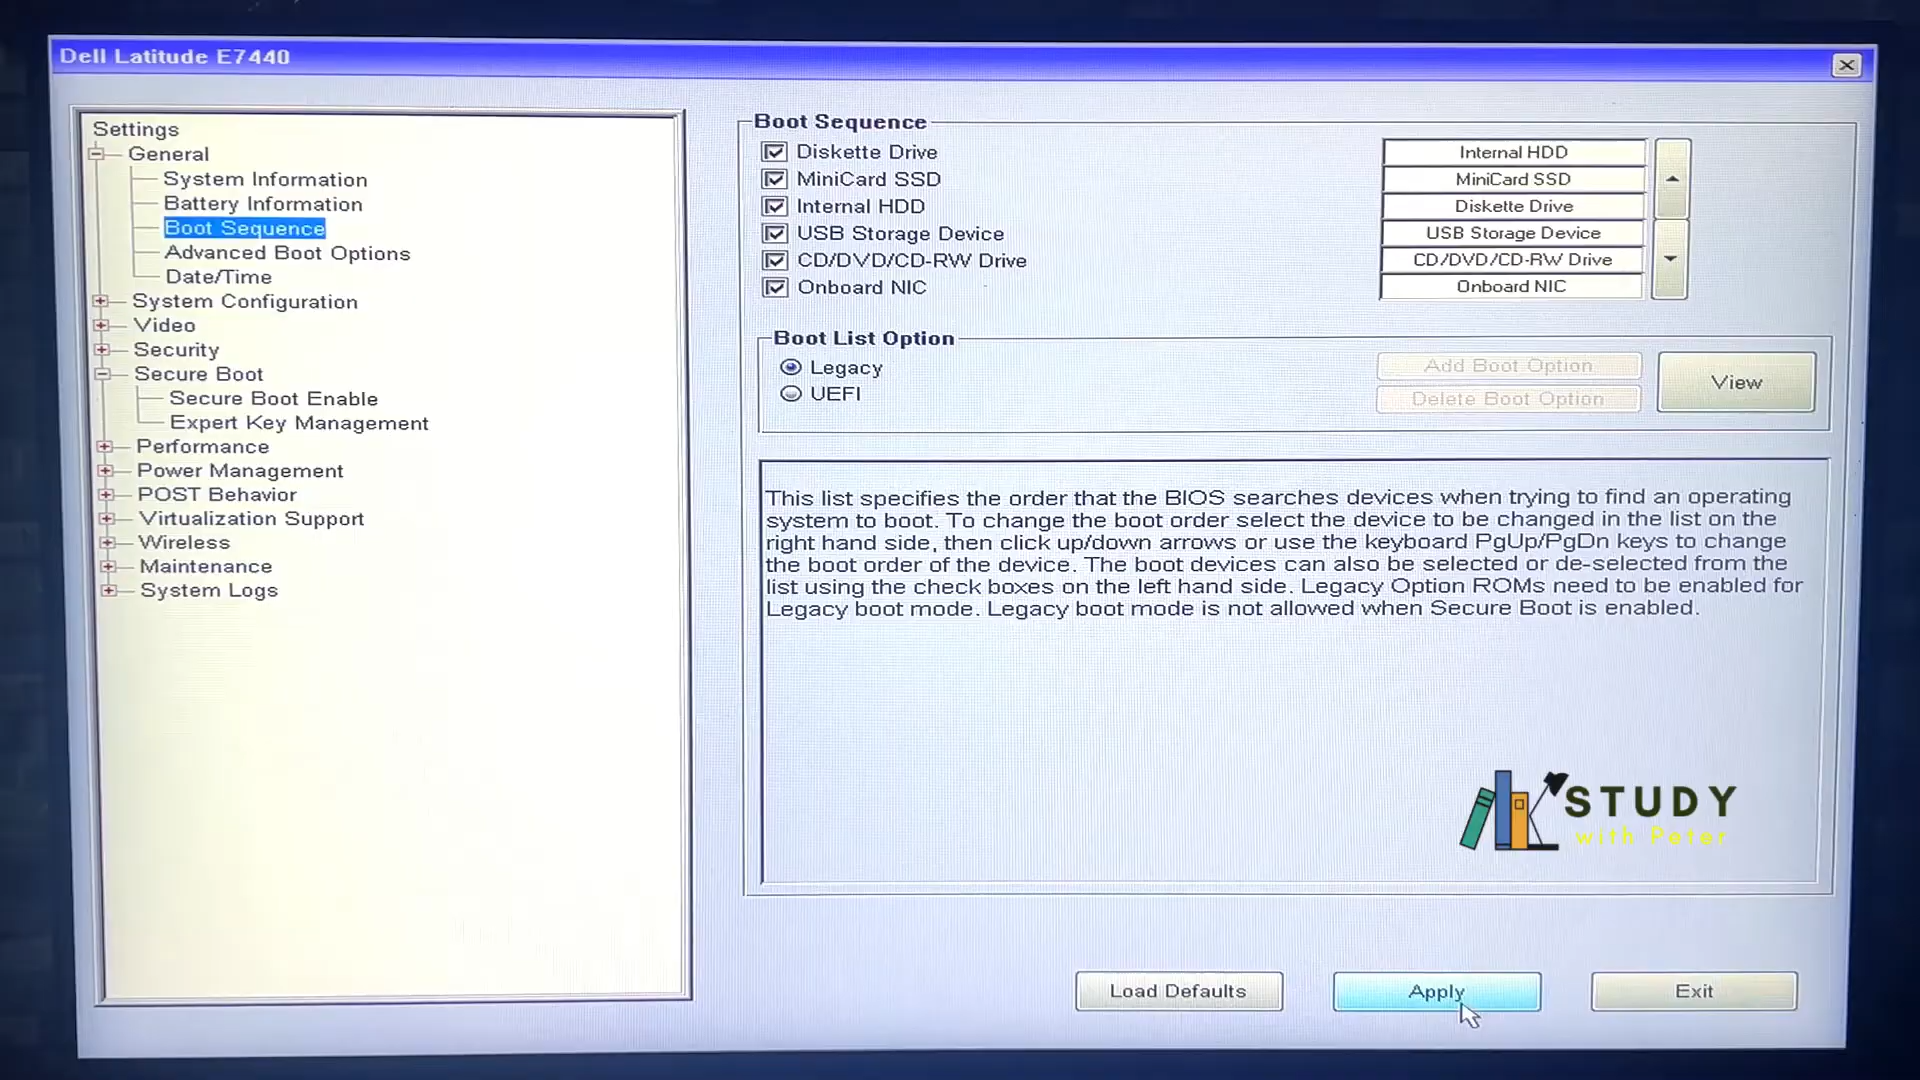 Dell Latitude E7440
Settings
General
System Information
Battery Information
Boot Sequence
Advanced Boot Options
Date/Time
System Configuration
Video
Security
Secure Boot
Secure Boot Enable
Expert Key Management
Performance
Power Management
POST Behavior
Virtualization Support
Wireless
Maintenance
System Logs
Boot Sequence
Diskette Drive
MiniCard SSD
Internal HDD
USB Storage Device
CD/DVD/CD-RW Drive
Onboard NIC
Internal HDD
MiniCard SSD
Diskette Drive
USB Storage Device
CD/DVD/CD-RW Drive
Onboard NIC
Boot List Option
Legacy
UEFI
Add Boot Option
Delete Boot Option
View
This list specifies the order that the BIOS searches devices when trying to find an operating
system to boot. To change the boot order select the device to be changed in the list on the
right hand side, then click up/down arrows or use the keyboard PgUp/PgDn keys to change
the boot order of the device. The boot devices can also be selected or de-selected from the
list using the check boxes on the left hand side. Legacy Option ROMs need to be enabled for
Legacy boot mode. Legacy boot mode is not allowed when Secure Boot is enabled.
STUDY
with Peter
Load Defaults
Apply
Exit